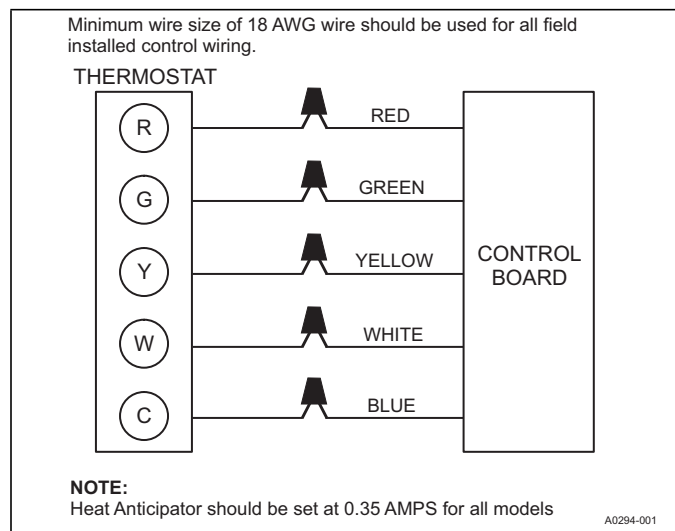 Minimum wire size of 18 AWG wire should be used for all field
installed control wiring.
THERMOSTAT
R
RED
G
GREEN
Y
YELLOW
CONTROL
BOARD
W
WHITE
C
BLUE
NOTE:
Heat Anticipator should be set at 0.35 AMPS for all models
A0294-001